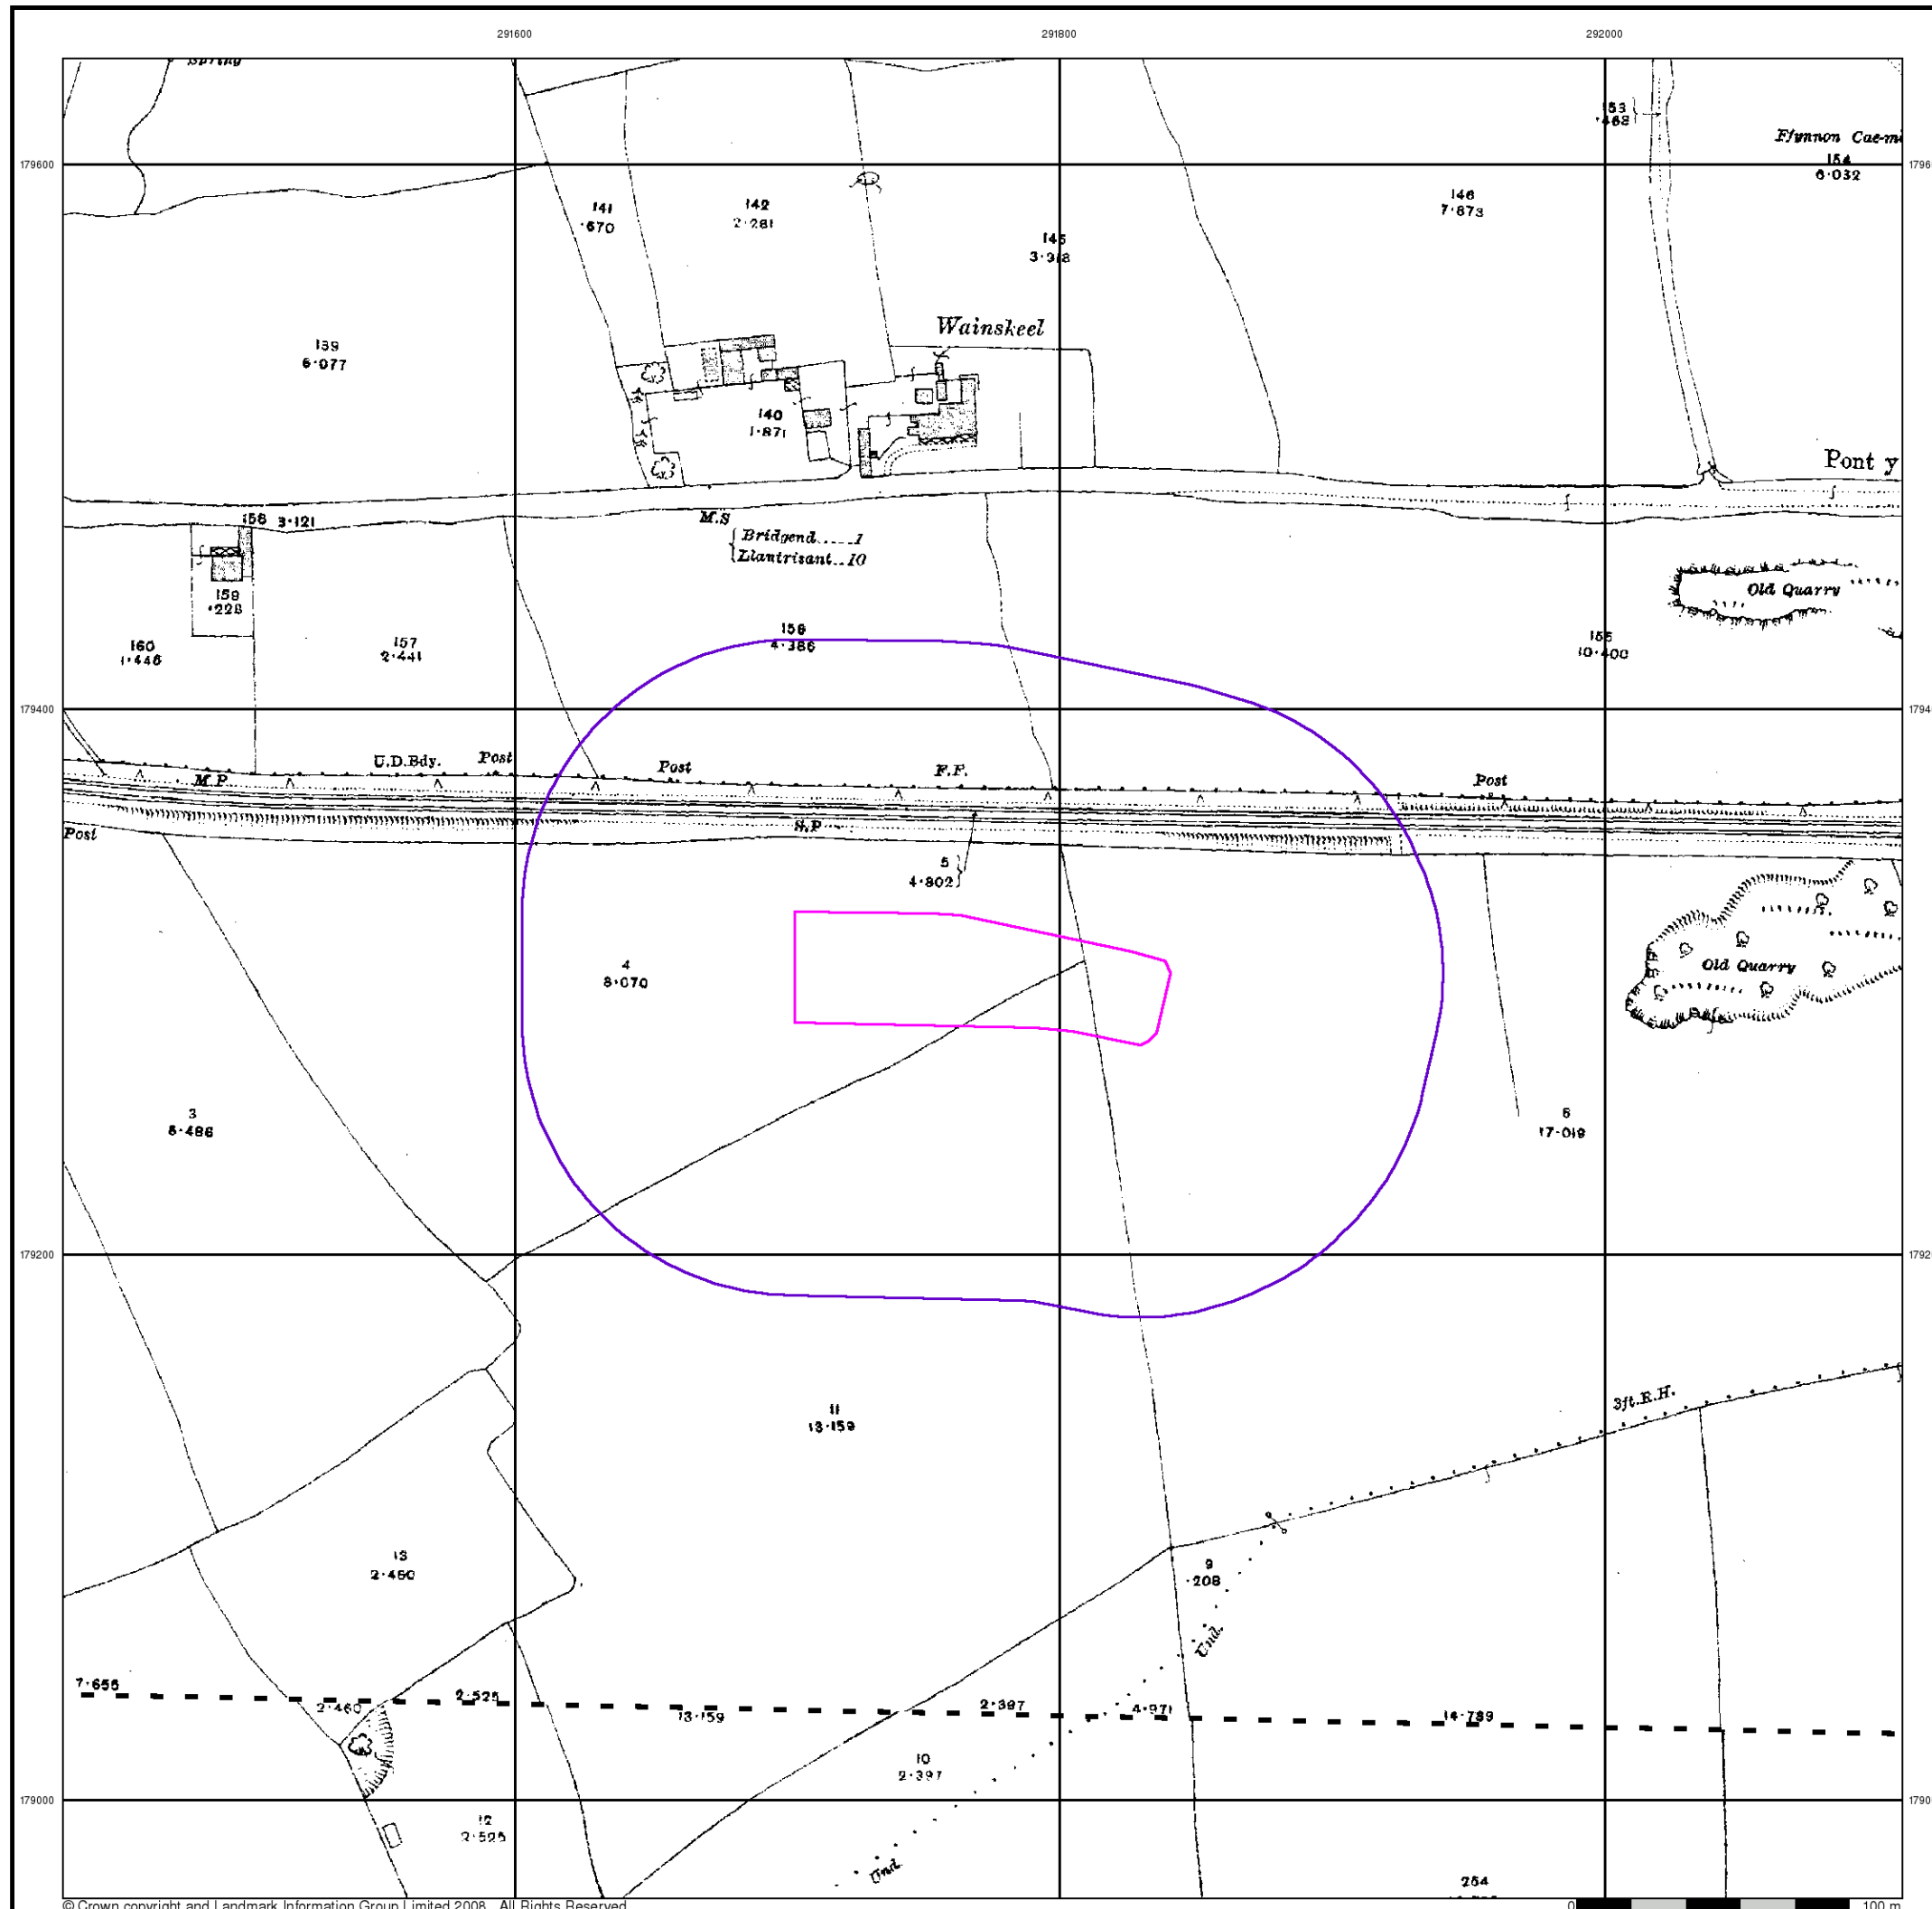 291600
291800
292000
Spring
153
·468
179600
Ffynnon Cae-m
154
6·032
141
·670
142
2·281
146
7·873
145
3·918
Wainskeel
139
6·077
140
1·871
Pont y
158 3·121
M.S
Bridgend.....1
Llantrisant..10
Old Quarry
159
·228
160
1·446
157
2·441
4·386
155
10·400
179400
U.D.Bdy.
Post
Post
F.P.
Post
M.P.
Post
S.P
5
4·802
4
8·070
Old Quarry
3
5·486
6
17·019
179200
11
13·159
3ft.R.H.
13
2·460
9
·208
Und.
7·655
2·460
2·525
13·159
2·397
4·971
14·789
10
2·397
179000
12
2·525
Und.
254
© Crown copyright and Landmark Information Group Limited 2008. All Rights Reserved
0
100 m